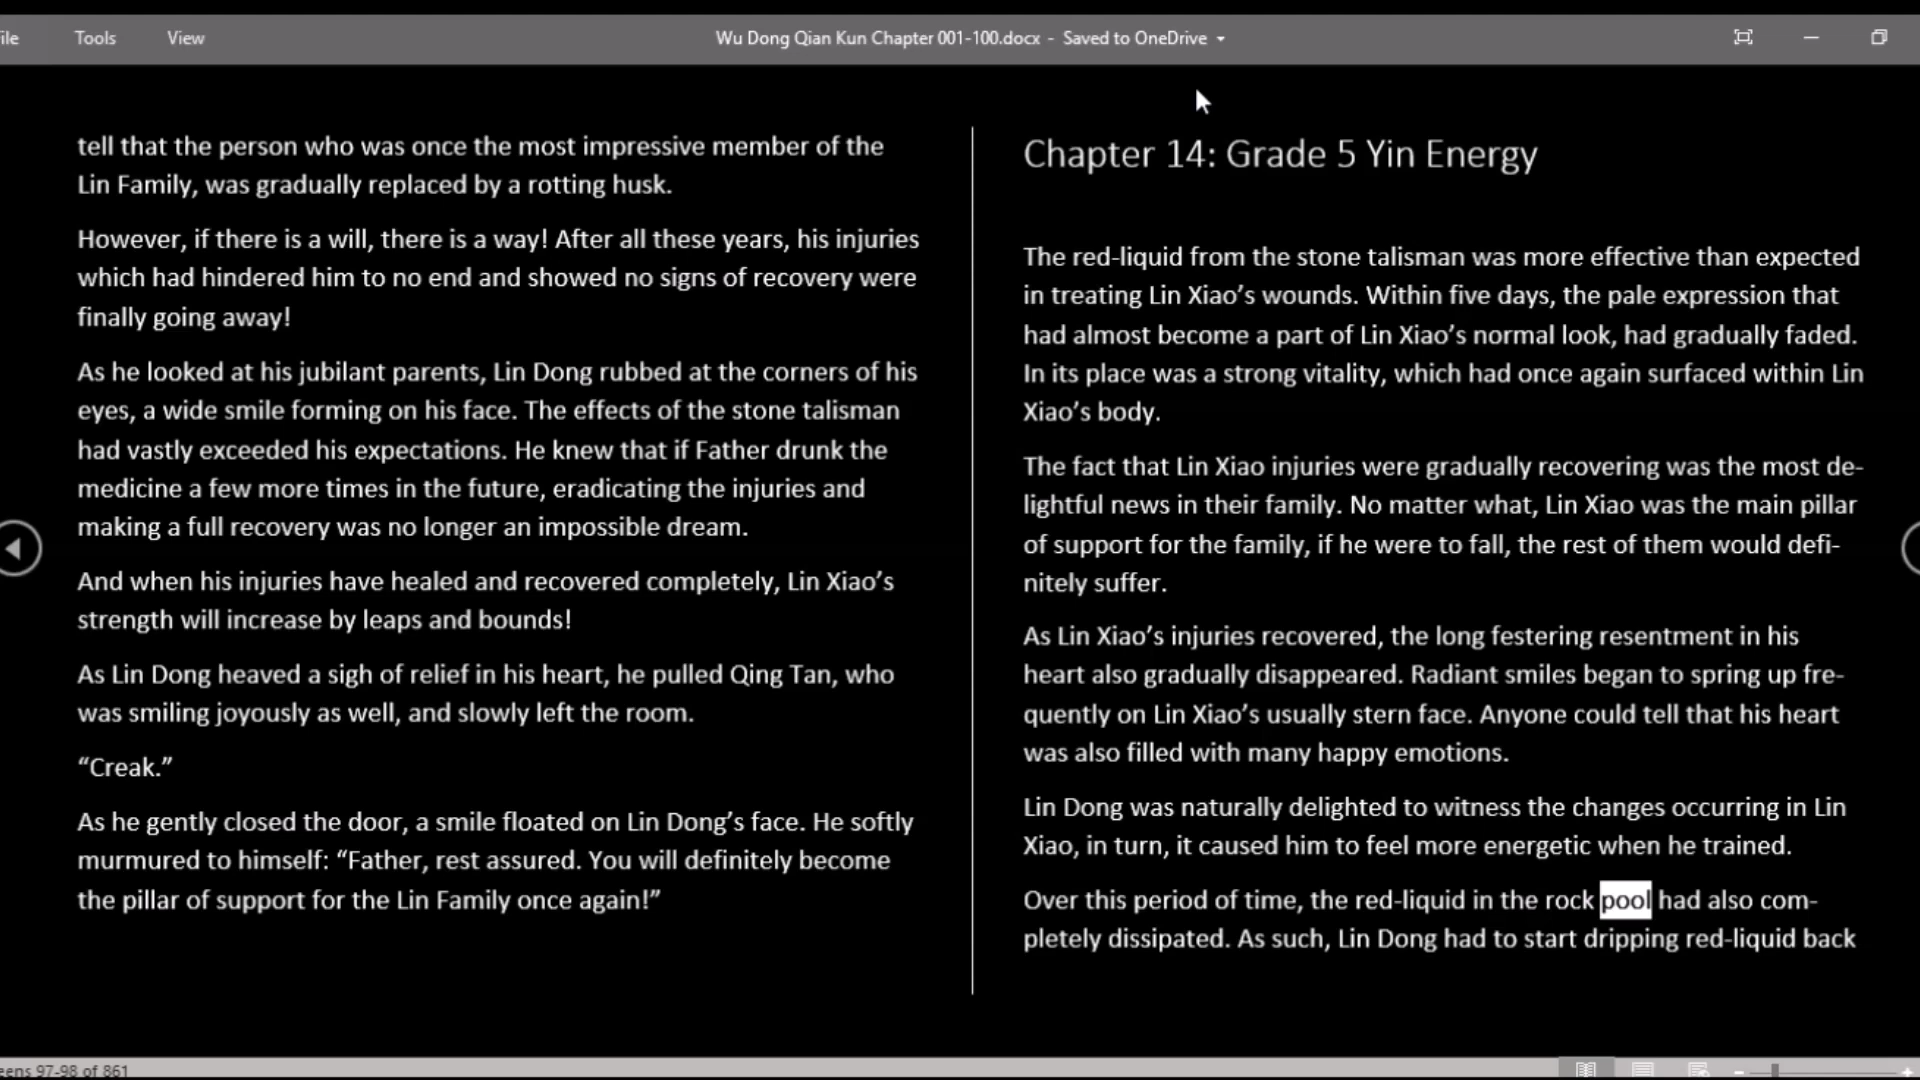 ile Tools View Wu Dong Qian Kun Chapter 001-100.docx - Saved to OneDrive
tell that the person who was once the most impressive member of the
Lin Family, was gradually replaced by a rotting husk.
However, if there is a will, there is a way! After all these years, his injuries
which had hindered him to no end and showed no signs of recovery were
finally going away!
As he looked at his jubilant parents, Lin Dong rubbed at the corners of his
eyes, a wide smile forming on his face. The effects of the stone talisman
had vastly exceeded his expectations. He knew that if Father drunk the
medicine a few more times in the future, eradicating the injuries and
making a full recovery was no longer an impossible dream.
And when his injuries have healed and recovered completely, Lin Xiao’s
strength will increase by leaps and bounds!
As Lin Dong heaved a sigh of relief in his heart, he pulled Qing Tan, who
was smiling joyously as well, and slowly left the room.
“Creak.”
As he gently closed the door, a smile floated on Lin Dong’s face. He softly
murmured to himself: “Father, rest assured. You will definitely become
the pillar of support for the Lin Family once again!”
Chapter 14: Grade 5 Yin Energy
The red-liquid from the stone talisman was more effective than expected
in treating Lin Xiao’s wounds. Within five days, the pale expression that
had almost become a part of Lin Xiao’s normal look, had gradually faded.
In its place was a strong vitality, which had once again surfaced within Lin
Xiao’s body.
The fact that Lin Xiao injuries were gradually recovering was the most de-
lightful news in their family. No matter what, Lin Xiao was the main pillar
of support for the family, if he were to fall, the rest of them would defi-
nitely suffer.
As Lin Xiao’s injuries recovered, the long festering resentment in his
heart also gradually disappeared. Radiant smiles began to spring up fre-
quently on Lin Xiao’s usually stern face. Anyone could tell that his heart
was also filled with many happy emotions.
Lin Dong was naturally delighted to witness the changes occurring in Lin
Xiao, in turn, it caused him to feel more energetic when he trained.
Over this period of time, the red-liquid in the rock pool had also com-
pletely dissipated. As such, Lin Dong had to start dripping red-liquid back
eens 97-98 of 861